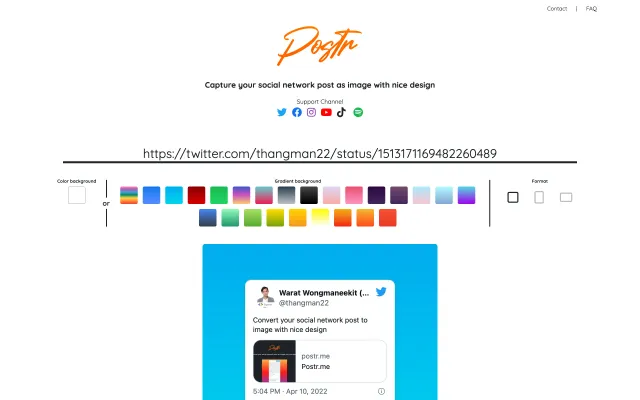 Contact | FAQ
Postr
Capture your social network post as image with nice design
Support Channel
https://twitter.com/thangman22/status/1513171169482260489
Color background
or
Gradient background
Format
Warat Wongmaneekit (...
@thangman22
Convert your social network post to
image with nice design
Postr
postr.me
Postr.me
5:04 PM · Apr 10, 2022